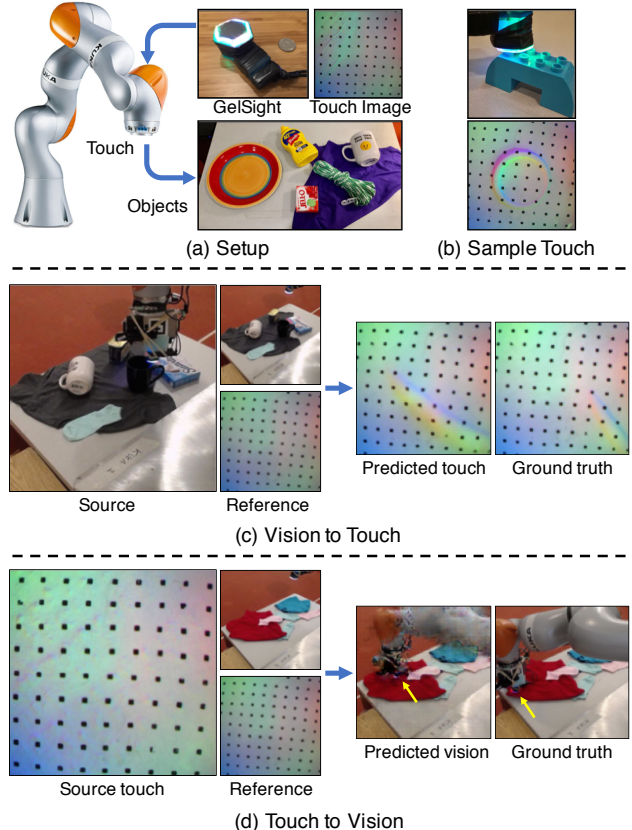 KUKA
GelSight
Touch Image
Touch
Objects
(a) Setup
(b) Sample Touch
Source
Reference
Predicted touch
Ground truth
(c) Vision to Touch
Source touch
Reference
Predicted vision
Ground truth
(d) Touch to Vision